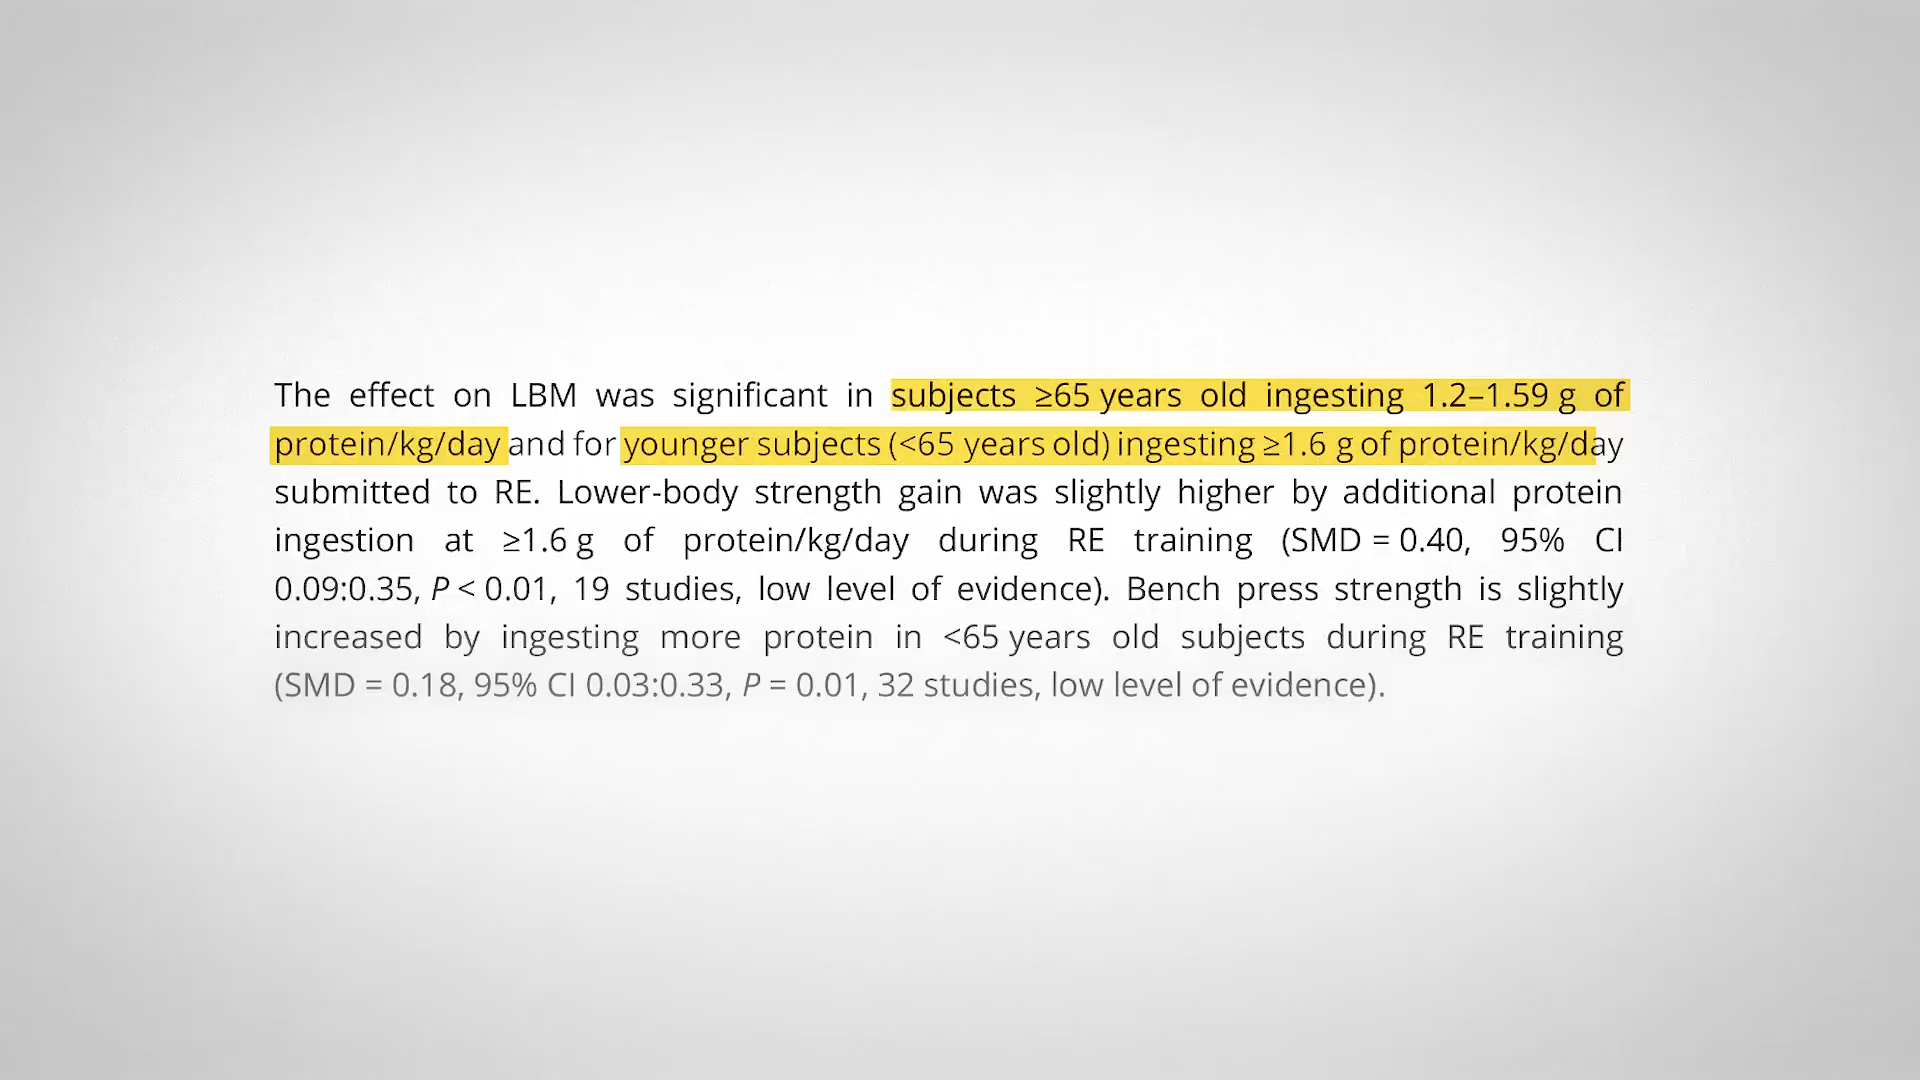 The effect on LBM was significant in subjects ≥65 years old ingesting 1.2–1.59 g of
protein/kg/day and for younger subjects (<65 years old) ingesting ≥1.6 g of protein/kg/day
submitted to RE. Lower-body strength gain was slightly higher by additional protein
ingestion at ≥1.6 g of protein/kg/day during RE training (SMD = 0.40, 95% CI
0.09:0.35, P < 0.01, 19 studies, low level of evidence). Bench press strength is slightly
increased by ingesting more protein in <65 years old subjects during RE training
(SMD = 0.18, 95% CI 0.03:0.33, P = 0.01, 32 studies, low level of evidence).